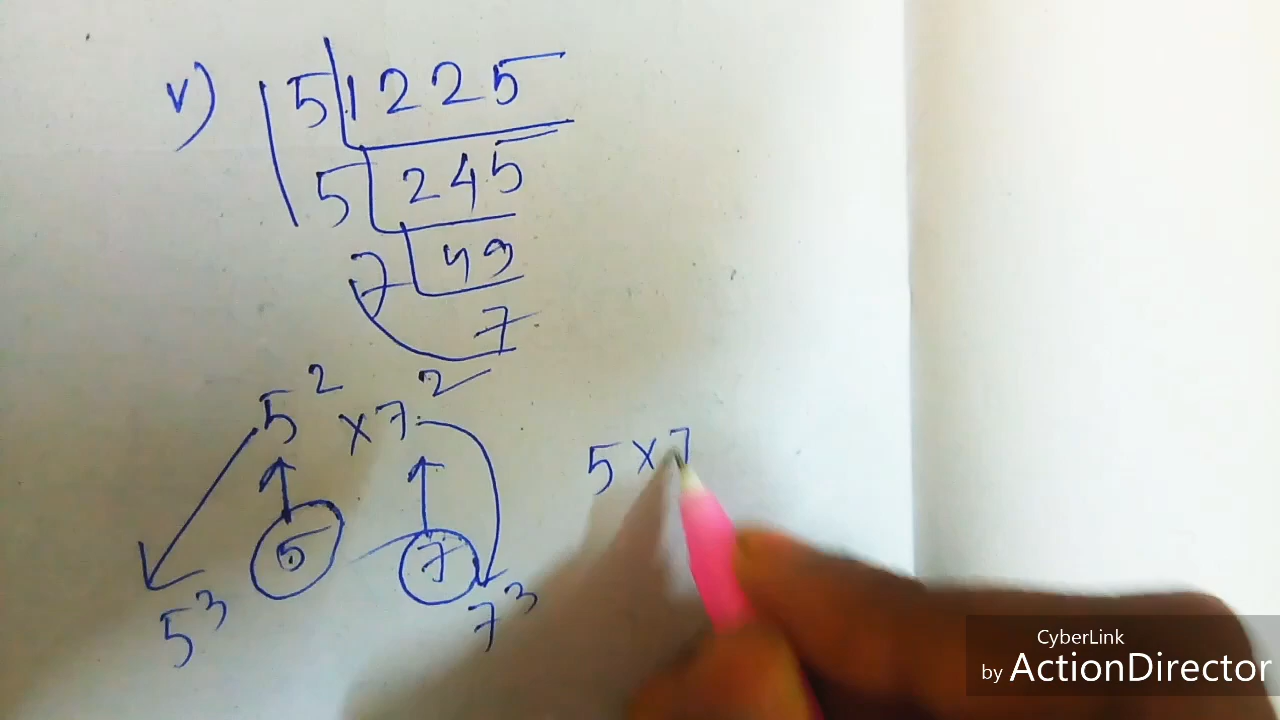 v) 5 1225
5 245
7 49
7
5² × 7²
5 × 7
5 7
5³ 7³
CyberLink
by ActionDirector